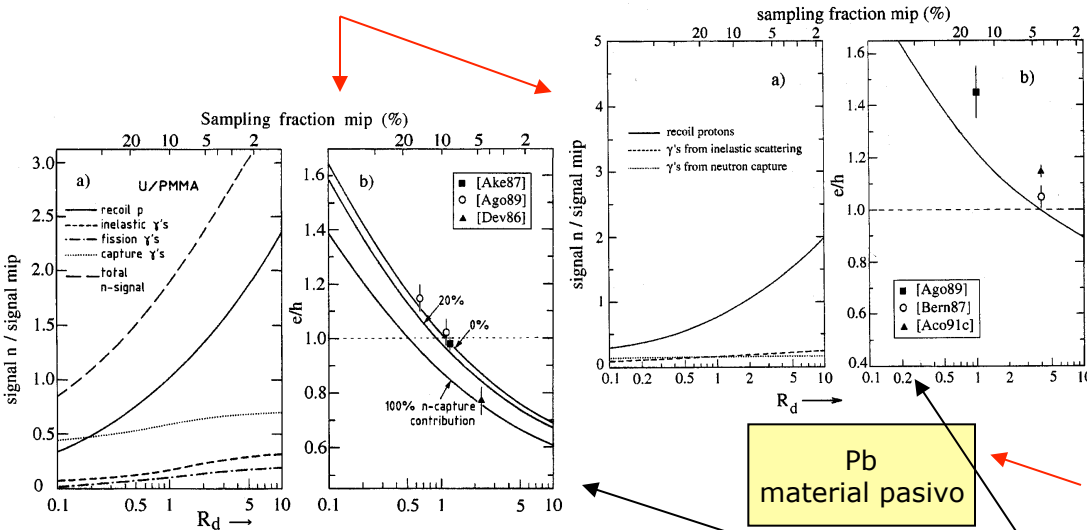 Sampling fraction mip (%)
20 10 5 2
a)
U/PMMA
recoil p
inelastic γ's
fission γ's
capture γ's
total
n-signal
signal n / signal mip
3.0
2.5
2.0
1.5
1.0
0.5
0
0.1 0.5 1 5 10
R_d →
20 10 5 2
b)
[Ake87]
[Ago89]
[Dev86]
20%
0%
100% n-capture
contribution
e/h
1.6
1.4
1.2
1.0
0.8
0.6
0.1 0.5 1 5 10
sampling fraction mip (%)
20 10 5 2
a)
recoil protons
γ's from inelastic scattering
γ's from neutron capture
signal n / signal mip
5
4
3
2
1
0
0.1 0.2 0.5 1 2 5 10
R_d →
20 10 5 2
b)
e/h
1.6
1.4
1.2
1.0
0.8
0.6
0.4
[Ago89]
[Bern87]
[Aco91c]
0.1 0.2 0.5 1 2 5 10
Pb
material pasivo